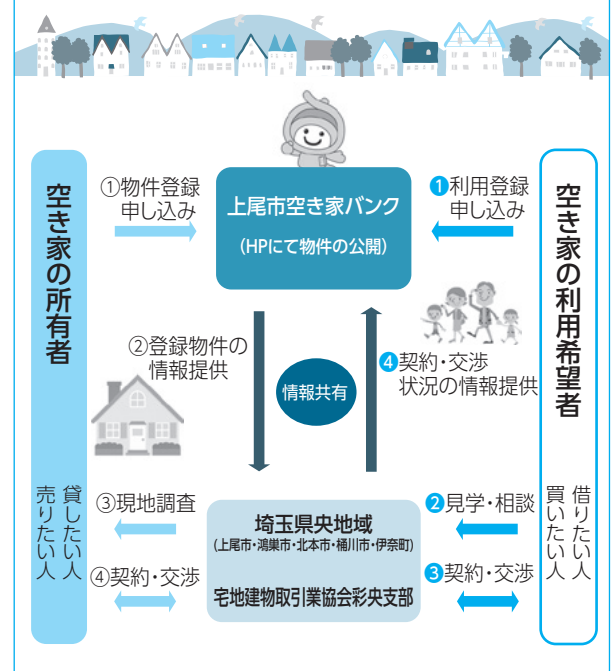 空き家の所有者
貸したい人
売りたい人
①物件登録
申し込み
上尾市空き家バンク
(HPにて物件の公開)
❶利用登録
申し込み
空き家の利用希望者
借りたい人
買いたい人
②登録物件の
情報提供
情報共有
❹契約・交渉
状況の情報提供
③現地調査
④契約・交渉
埼玉県央地域
(上尾市・鴻巣市・北本市・桶川市・伊奈町)
宅地建物取引業協会彩央支部
❷見学・相談
❸契約・交渉